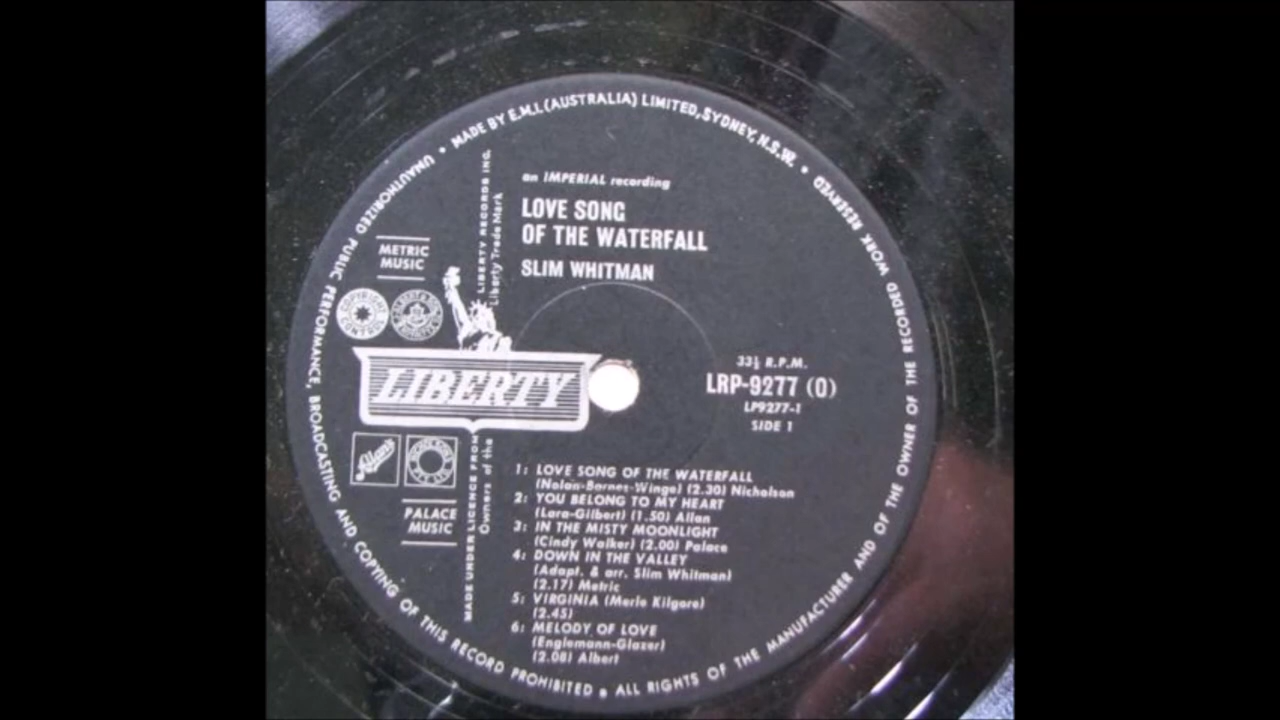 MADE BY E.M.I. (AUSTRALIA) LIMITED, SYDNEY, N.S.W. • ALL RIGHTS OF THE MANUFACTURER AND OF THE OWNER OF THE RECORDED WORK RESERVED
UNAUTHORIZED PUBLIC PERFORMANCE, BROADCASTING AND COPYING OF THIS RECORD PROHIBITED •
an IMPERIAL recording
LOVE SONG
OF THE WATERFALL
SLIM WHITMAN
LIBERTY RECORDS INC.
Liberty Trade Mark
METRIC
MUSIC
COPYRIGHT
CONTROL
LIBERTY
33⅓ R.P.M.
LRP-9277 (O)
LP9277-1
SIDE 1
Allan's
PALACE
MUSIC
MADE UNDER LICENCE FROM
Owners of the
1: LOVE SONG OF THE WATERFALL
(Nolan-Barnes-Winge) (2.30) Nicholson
2: YOU BELONG TO MY HEART
(Lara-Gilbert) (1.50) Allan
3: IN THE MISTY MOONLIGHT
(Cindy Walker) (2.00) Palace
4: DOWN IN THE VALLEY
(Adapt. & arr. Slim Whitman)
(2.17) Metric
5: VIRGINIA (Merle Kilgore)
(2.45)
6: MELODY OF LOVE
(Englemann-Glazer)
(2.08) Albert